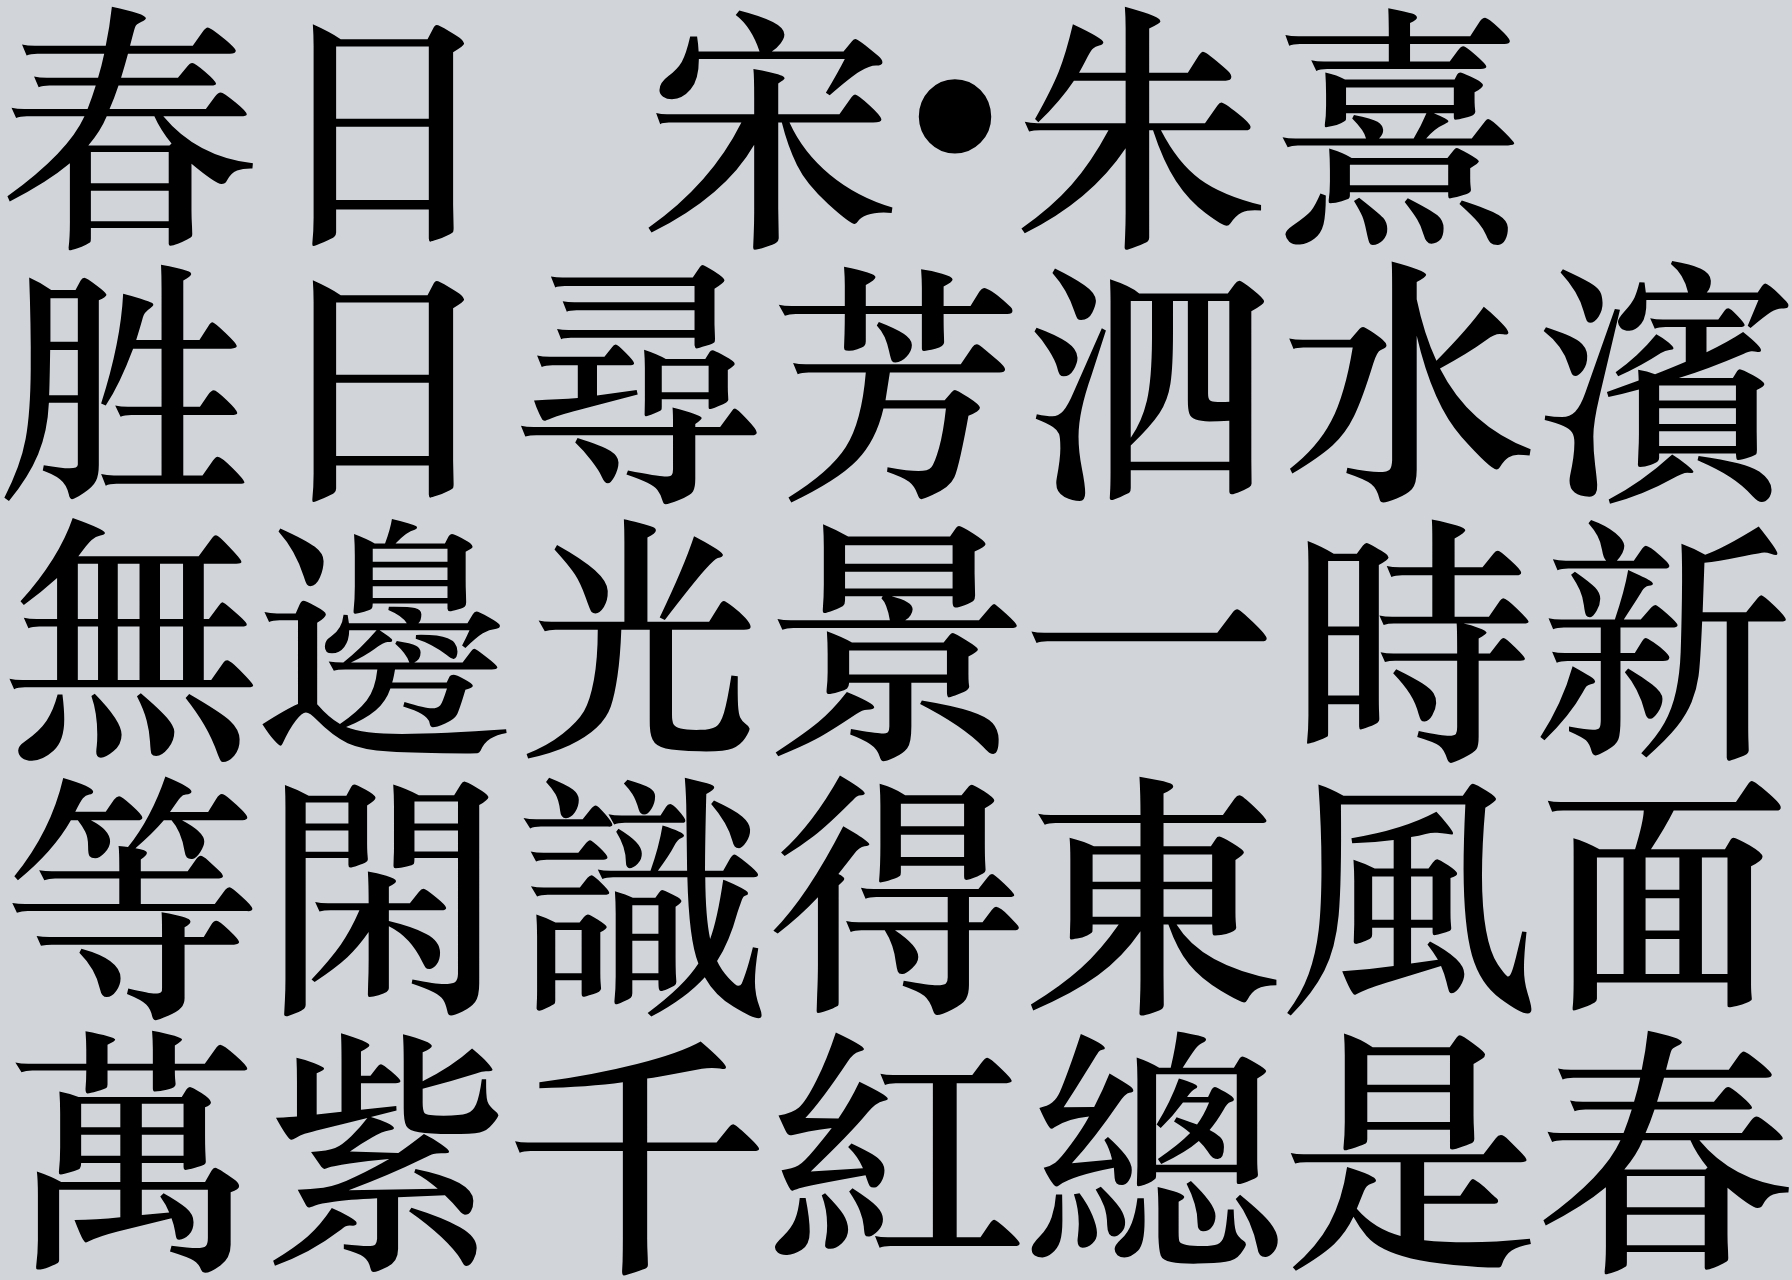 春日 宋•朱熹
胜日尋芳泗水濱
無邊光景一時新
等閑識得東風面
萬紫千紅總是春